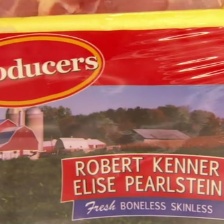 oducers
ROBERT KENNER
ELISE PEARLSTEIN
Fresh BONELESS SKINLESS